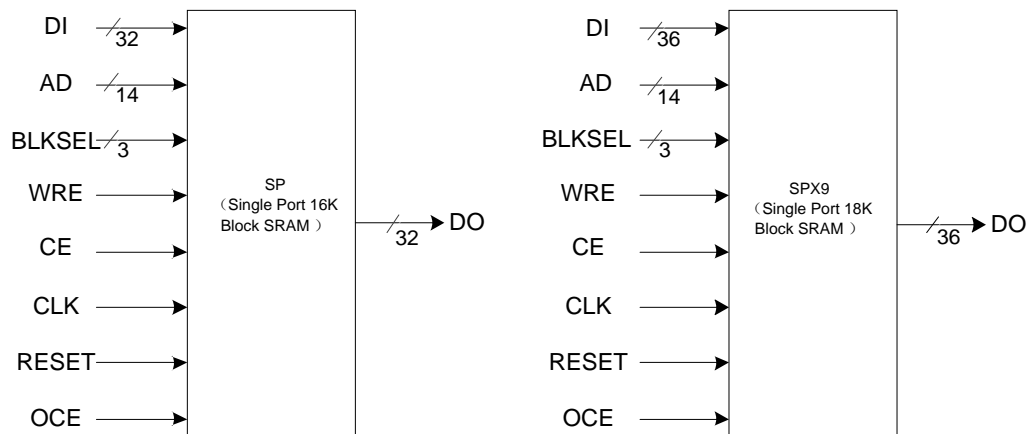 DI
32
AD
14
BLKSEL
3
WRE
CE
CLK
RESET
OCE
SP
（Single Port 16K
Block SRAM ）
32
DO
DI
36
AD
14
BLKSEL
3
WRE
CE
CLK
RESET
OCE
SPX9
（Single Port 18K
Block SRAM ）
36
DO